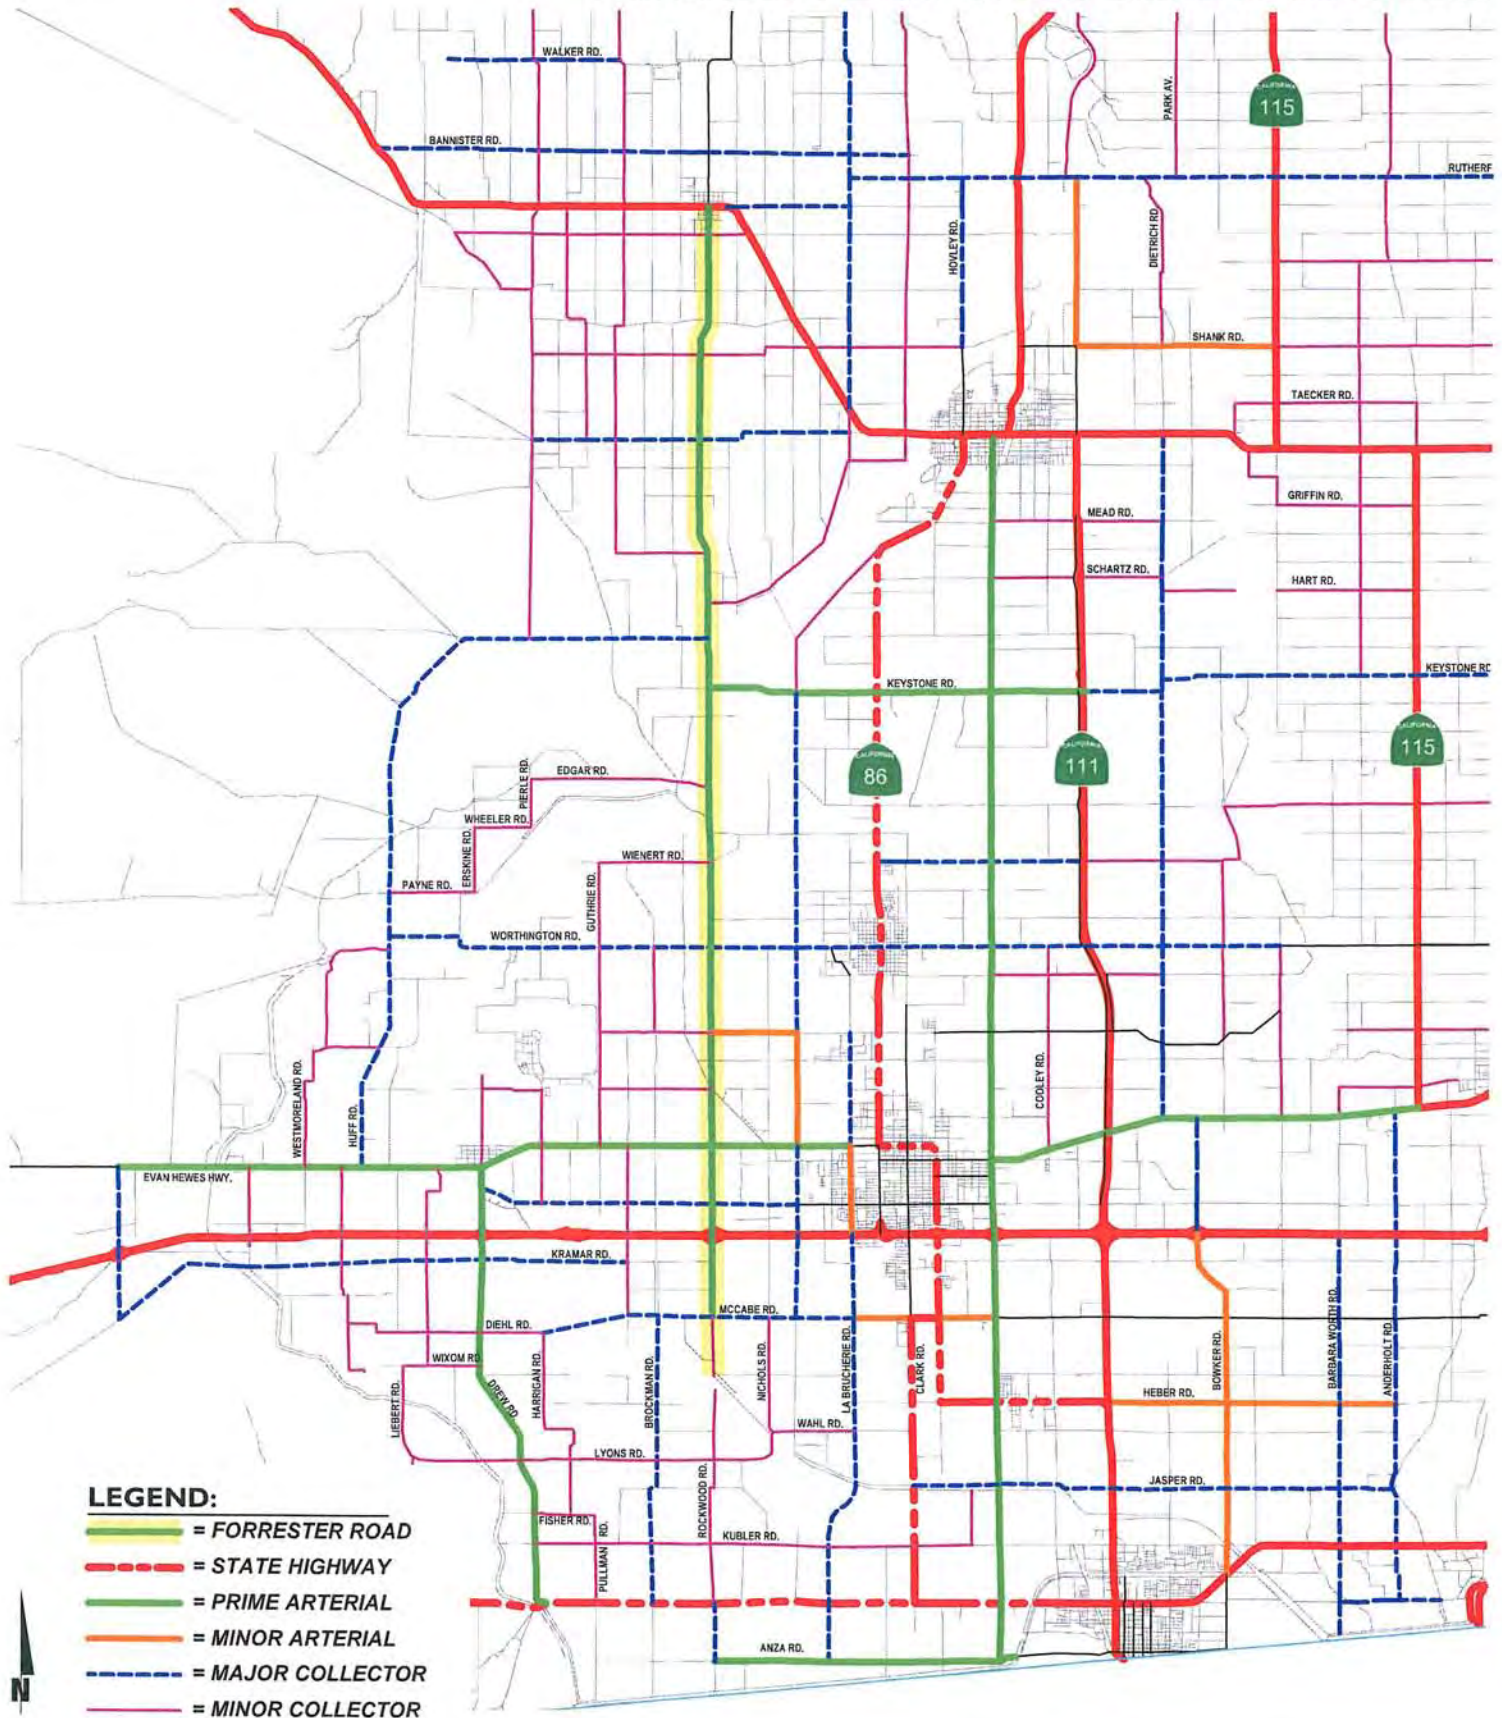 WALKER RD.
PARK AV.
CALIFORNIA
115
BANNISTER RD.
RUTHERF
HOVLEY RD.
DIETRICH RD
SHANK RD.
TAECKER RD.
GRIFFIN RD.
MEAD RD.
SCHARTZ RD.
HART RD.
KEYSTONE RD.
KEYSTONE RD
CALIFORNIA
86
CALIFORNIA
111
CALIFORNIA
115
EDGAR RD.
PIERLE RD.
WHEELER RD.
ERSKINE RD.
WIENERT RD.
PAYNE RD.
GUTHRIE RD.
WORTHINGTON RD.
WESTMORELAND RD.
HUFF RD.
COOLEY RD.
EVAN HEWES HWY.
KRAMAR RD.
MCCABE RD.
DIEHL RD.
WIXOM RD.
LIEBERT RD.
DREW RD.
HARRIGAN RD.
BROCKMAN RD.
NICHOLS RD.
LA BRUCHERIE RD.
CLARK RD.
BOWKER RD.
BARBARA WORTH RD.
ANDERHOLT RD.
HEBER RD.
WAHL RD.
LYONS RD.
ROCKWOOD RD.
JASPER RD.
FISHER RD.
PULLMAN RD.
KUBLER RD.
ANZA RD.
LEGEND:
= FORRESTER ROAD
= STATE HIGHWAY
= PRIME ARTERIAL
= MINOR ARTERIAL
= MAJOR COLLECTOR
= MINOR COLLECTOR
N